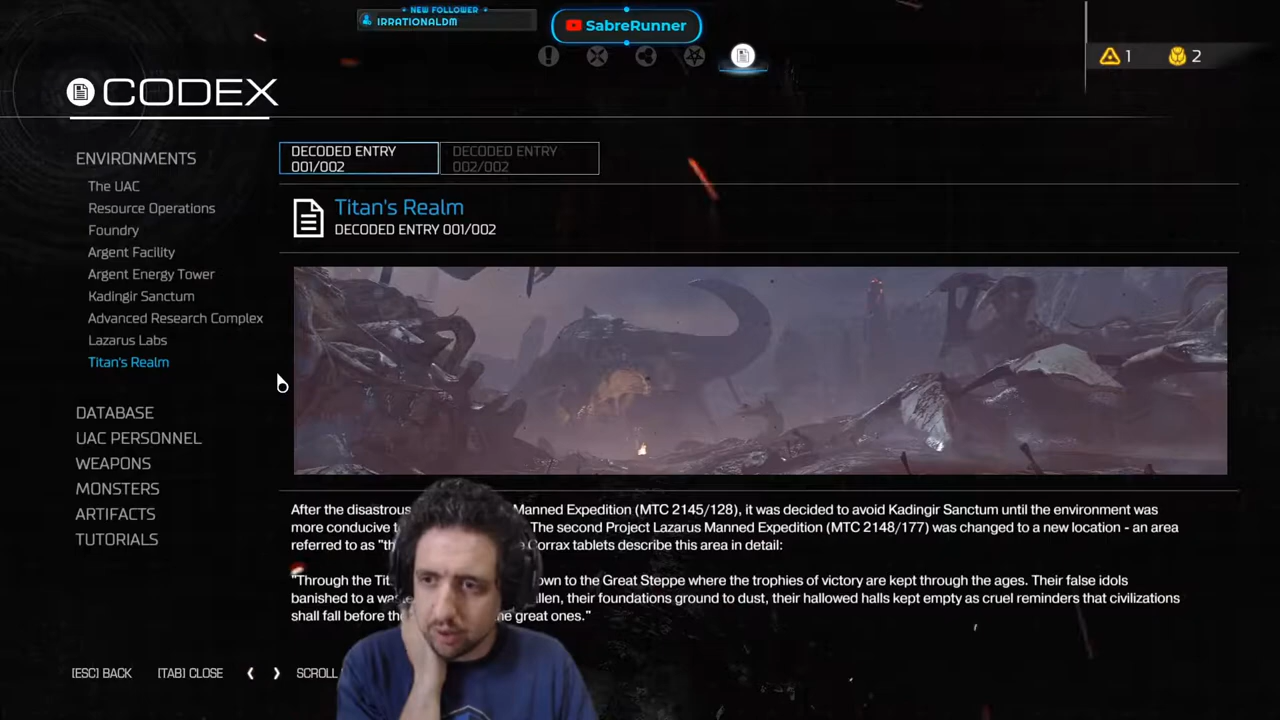 NEW FOLLOWER
IRRATIONALDM
SabreRunner
1
2
CODEX
ENVIRONMENTS
The UAC
Resource Operations
Foundry
Argent Facility
Argent Energy Tower
Kadingir Sanctum
Advanced Research Complex
Lazarus Labs
Titan's Realm
DATABASE
UAC PERSONNEL
WEAPONS
MONSTERS
ARTIFACTS
TUTORIALS
DECODED ENTRY
001/002
DECODED ENTRY
002/002
Titan's Realm
DECODED ENTRY 001/002
After the disastrous Manned Expedition (MTC 2145/128), it was decided to avoid Kadingir Sanctum until the environment was
more conducive The second Project Lazarus Manned Expedition (MTC 2148/177) was changed to a new location - an area
referred to as Corrax tablets describe this area in detail:
"Through the down to the Great Steppe where the trophies of victory are kept through the ages. Their false idols
banished to a their foundations ground to dust, their hallowed halls kept empty as cruel reminders that civilizations
shall fall before great ones."
[ESC] BACK
[TAB] CLOSE
SCROLL